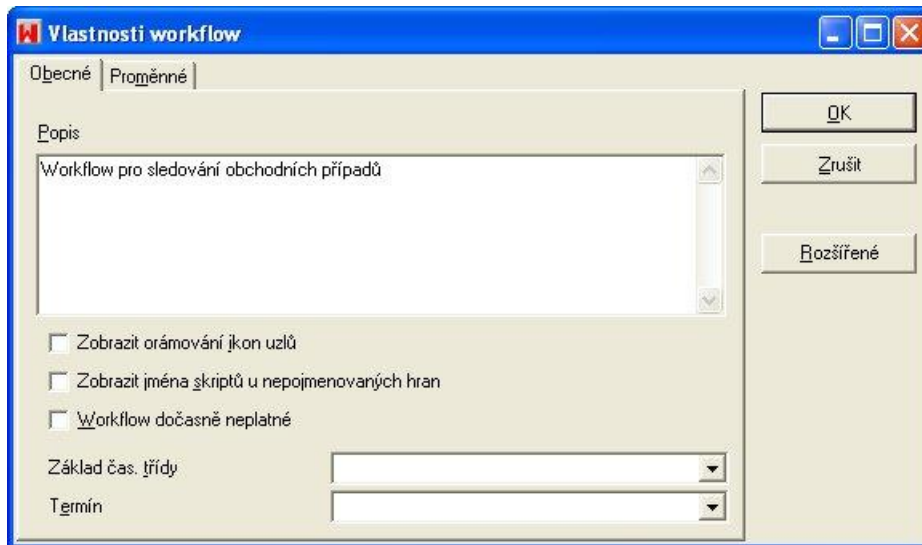 Vlastnosti workflow
Obecné Proměnné
Popis
Workflow pro sledování obchodních případů
Zobrazit orámování ikon uzlů
Zobrazit jména skriptů u nepojmenovaných hran
Workflow dočasně neplatné
Základ čas. třídy
Termín
OK
Zrušit
Rozšířené